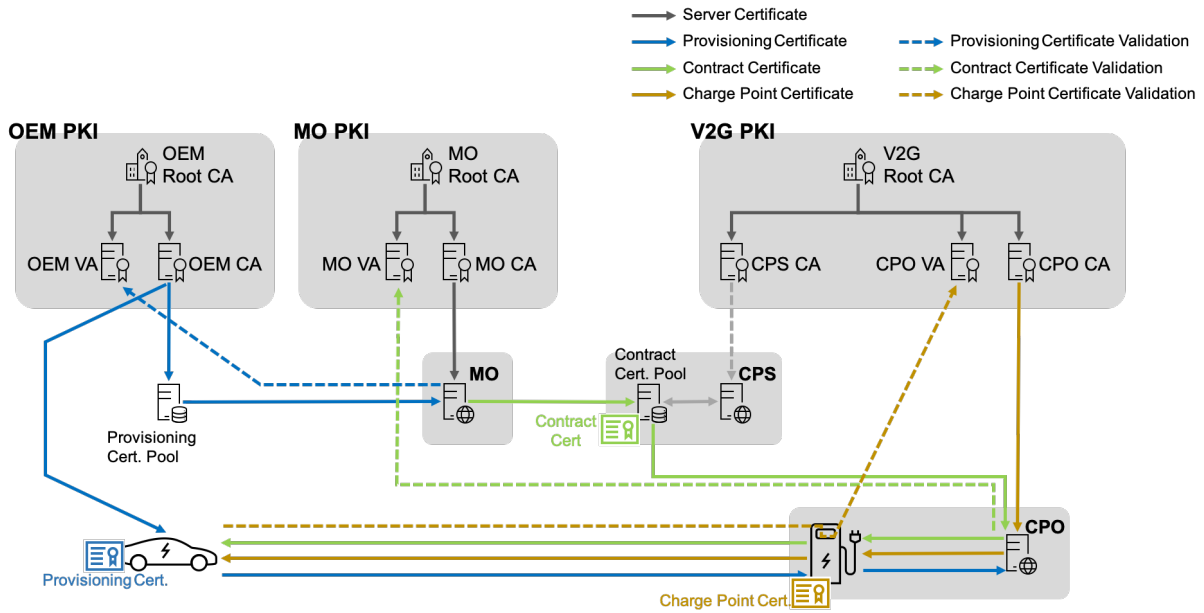 Server Certificate
Provisioning Certificate
Provisioning Certificate Validation
Contract Certificate
Contract Certificate Validation
Charge Point Certificate
Charge Point Certificate Validation
OEM PKI
MO PKI
V2G PKI
OEM
Root CA
MO
Root CA
V2G
Root CA
OEM VA
OEM CA
MO VA
MO CA
CPS CA
CPO VA
CPO CA
MO
Contract
Cert. Pool
CPS
Contract
Cert
Provisioning
Cert. Pool
CPO
Provisioning Cert.
Charge Point Cert.